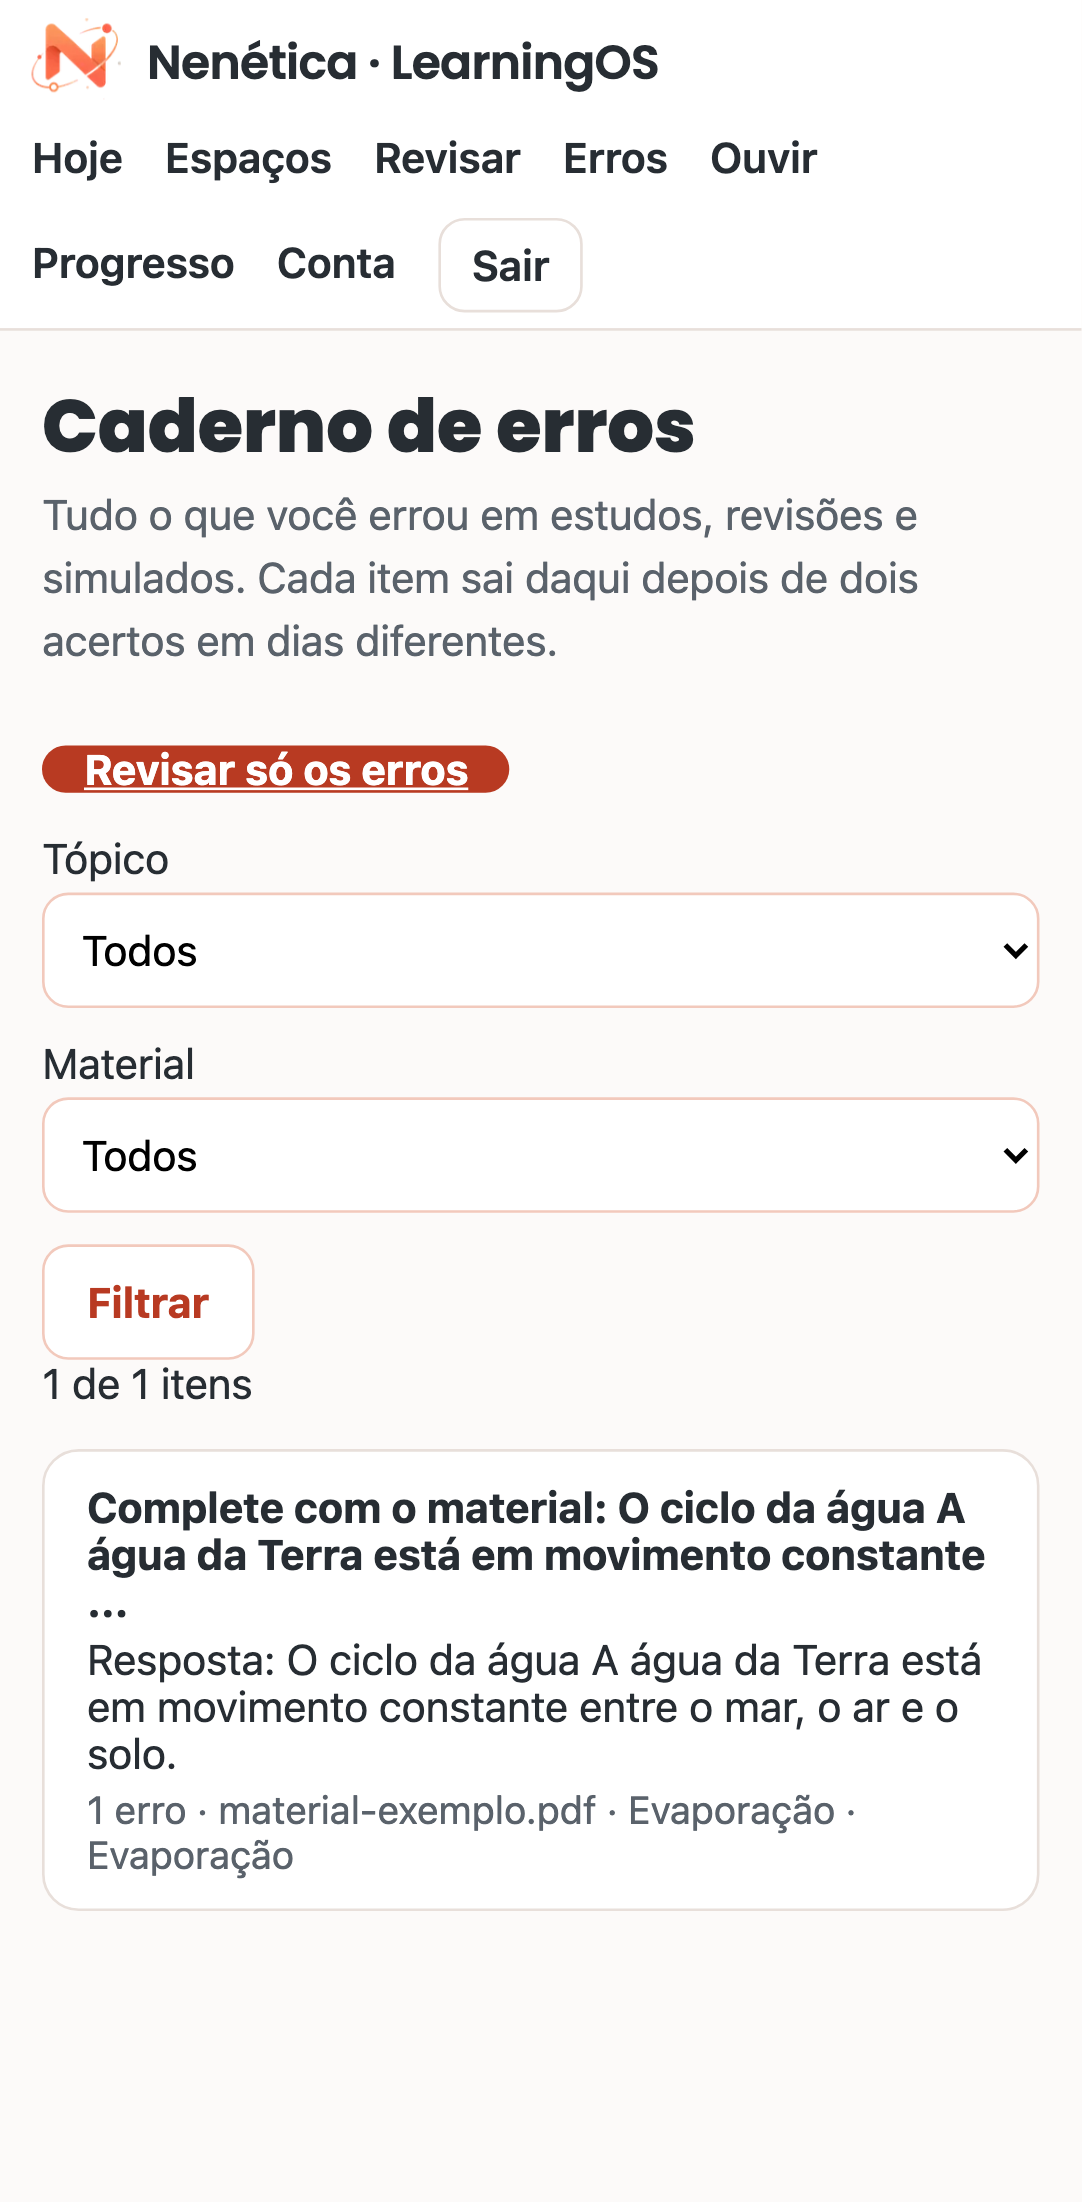 Nenética · LearningOS
Hoje Espaços Revisar Erros Ouvir
Progresso Conta Sair
Caderno de erros
Tudo o que você errou em estudos, revisões e
simulados. Cada item sai daqui depois de dois
acertos em dias diferentes.
Revisar só os erros
Tópico
Todos
Material
Todos
Filtrar
1 de 1 itens
Complete com o material: O ciclo da água A
água da Terra está em movimento constante
...
Resposta: O ciclo da água A água da Terra está
em movimento constante entre o mar, o ar e o
solo.
1 erro · material-exemplo.pdf · Evaporação ·
Evaporação